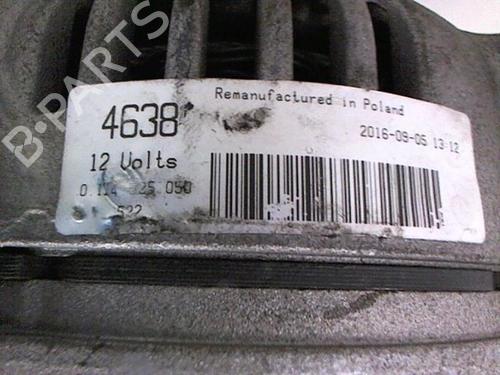 B-PARTS
Remanufactured in Poland
4638
2016-09-05 13:12
12 Volts